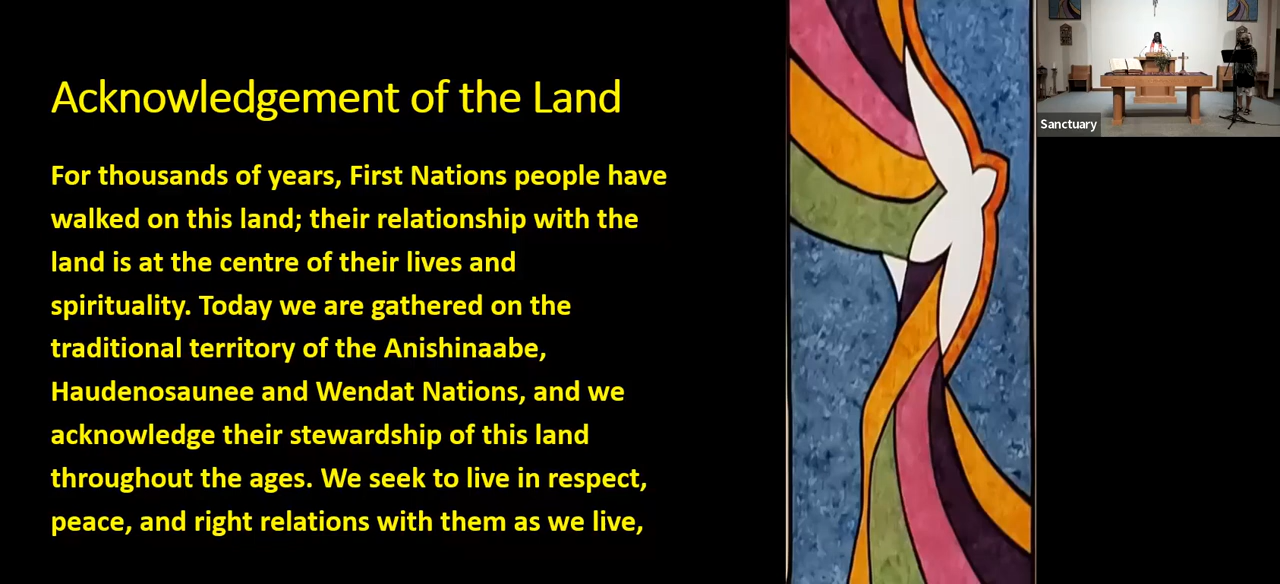 Acknowledgement of the Land
For thousands of years, First Nations people have
walked on this land; their relationship with the
land is at the centre of their lives and
spirituality. Today we are gathered on the
traditional territory of the Anishinaabe,
Haudenosaunee and Wendat Nations, and we
acknowledge their stewardship of this land
throughout the ages. We seek to live in respect,
peace, and right relations with them as we live,
Sanctuary